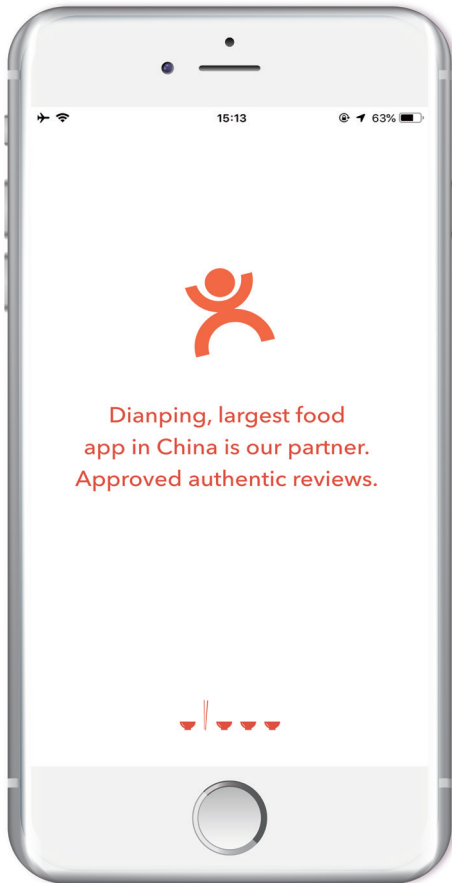 15:13
63%
Dianping, largest food
app in China is our partner.
Approved authentic reviews.